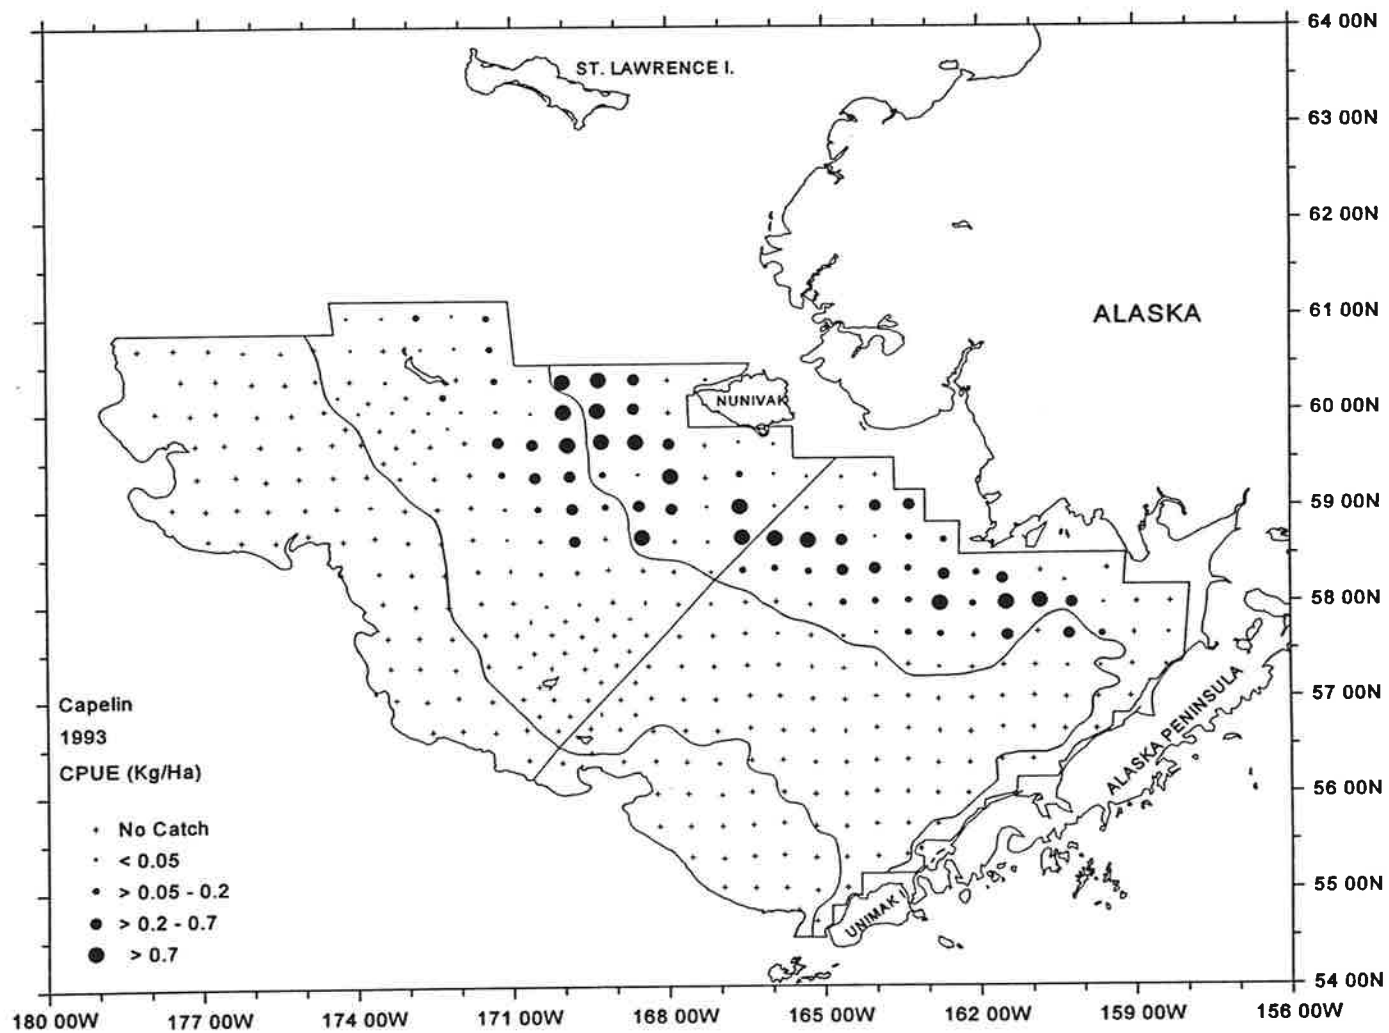 64 00N
ST. LAWRENCE I.
63 00N
62 00N
61 00N
ALASKA
60 00N
NUNIVAK
59 00N
58 00N
57 00N
Capelin
1993
CPUE (Kg/Ha)
ALASKA PENINSULA
56 00N
+ No Catch
< 0.05
> 0.05 - 0.2
> 0.2 - 0.7
> 0.7
55 00N
UNIMAK I
54 00N
180 00W 177 00W 174 00W 171 00W 168 00W 165 00W 162 00W 159 00W 156 00W